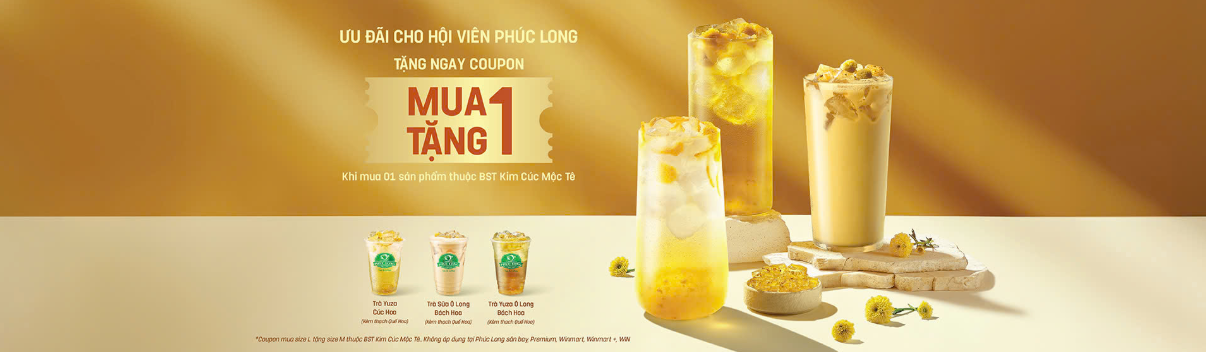 ƯU ĐÃI CHO HỘI VIÊN PHÚC LONG
TẶNG NGAY COUPON
MUA 1
TẶNG
Khi mua 01 sản phẩm thuộc BST Kim Cúc Mộc Tê
Trà Yuzu
Cúc Hoa
(Kèm thạch Quế Hoa)
Trà Sữa Ô Long
Bách Hoa
(Kèm thạch Quế Hoa)
Trà Yuzu Ô Long
Bách Hoa
(Kèm thạch Quế Hoa)
*Coupon mua size L tặng size M thuộc BST Kim Cúc Mộc Tê. Không áp dụng tại Phúc Long sân bay, Premium, Winmart, Winmart +, WiN